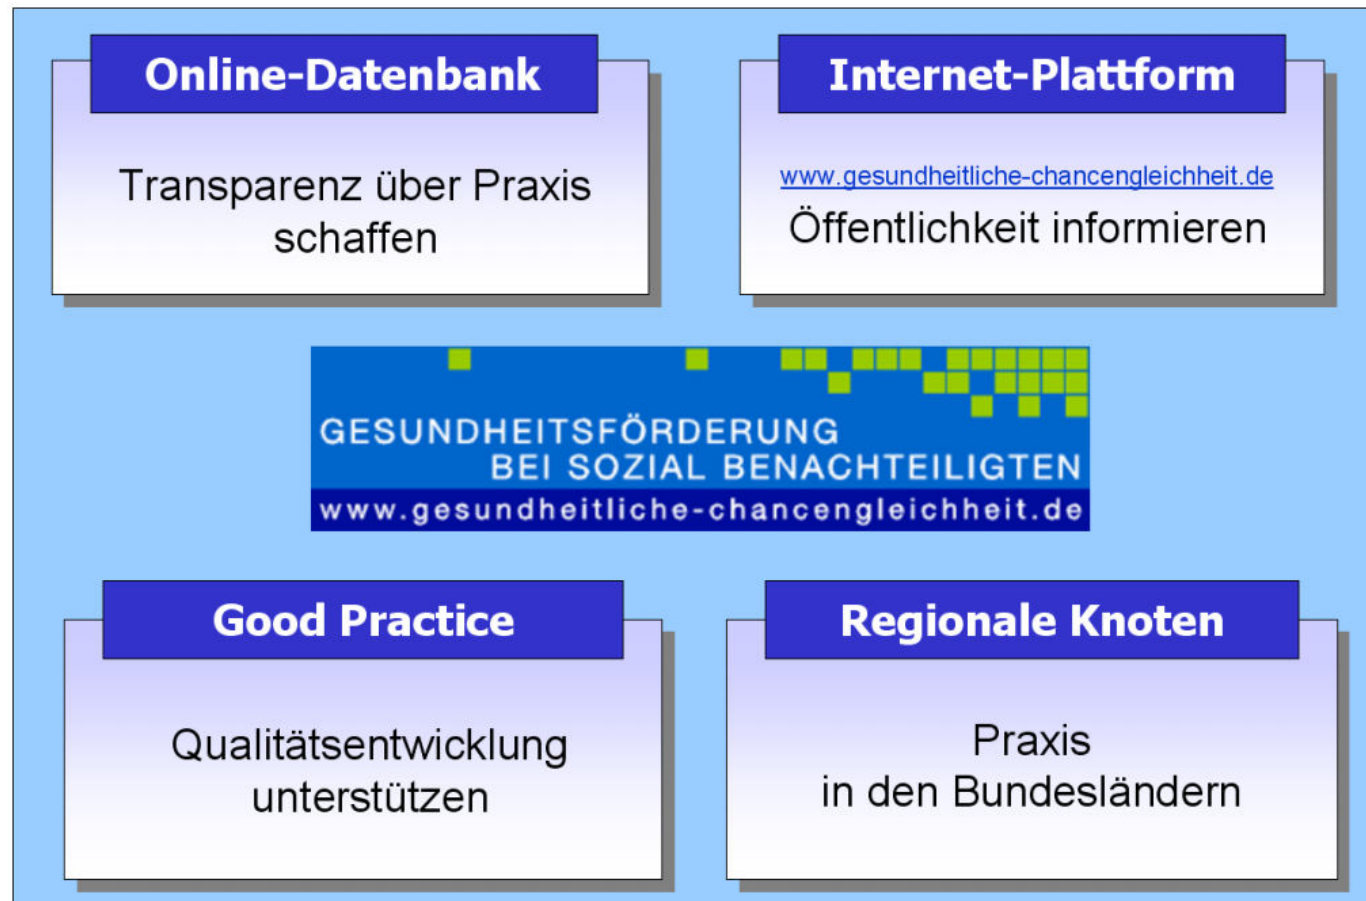 Online-Datenbank
Transparenz über Praxis
schaffen
Internet-Plattform
www.gesundheitliche-chancengleichheit.de
Öffentlichkeit informieren
GESUNDHEITSFÖRDERUNG
BEI SOZIAL BENACHTEILIGTEN
www.gesundheitliche-chancengleichheit.de
Good Practice
Qualitätsentwicklung
unterstützen
Regionale Knoten
Praxis
in den Bundesländern